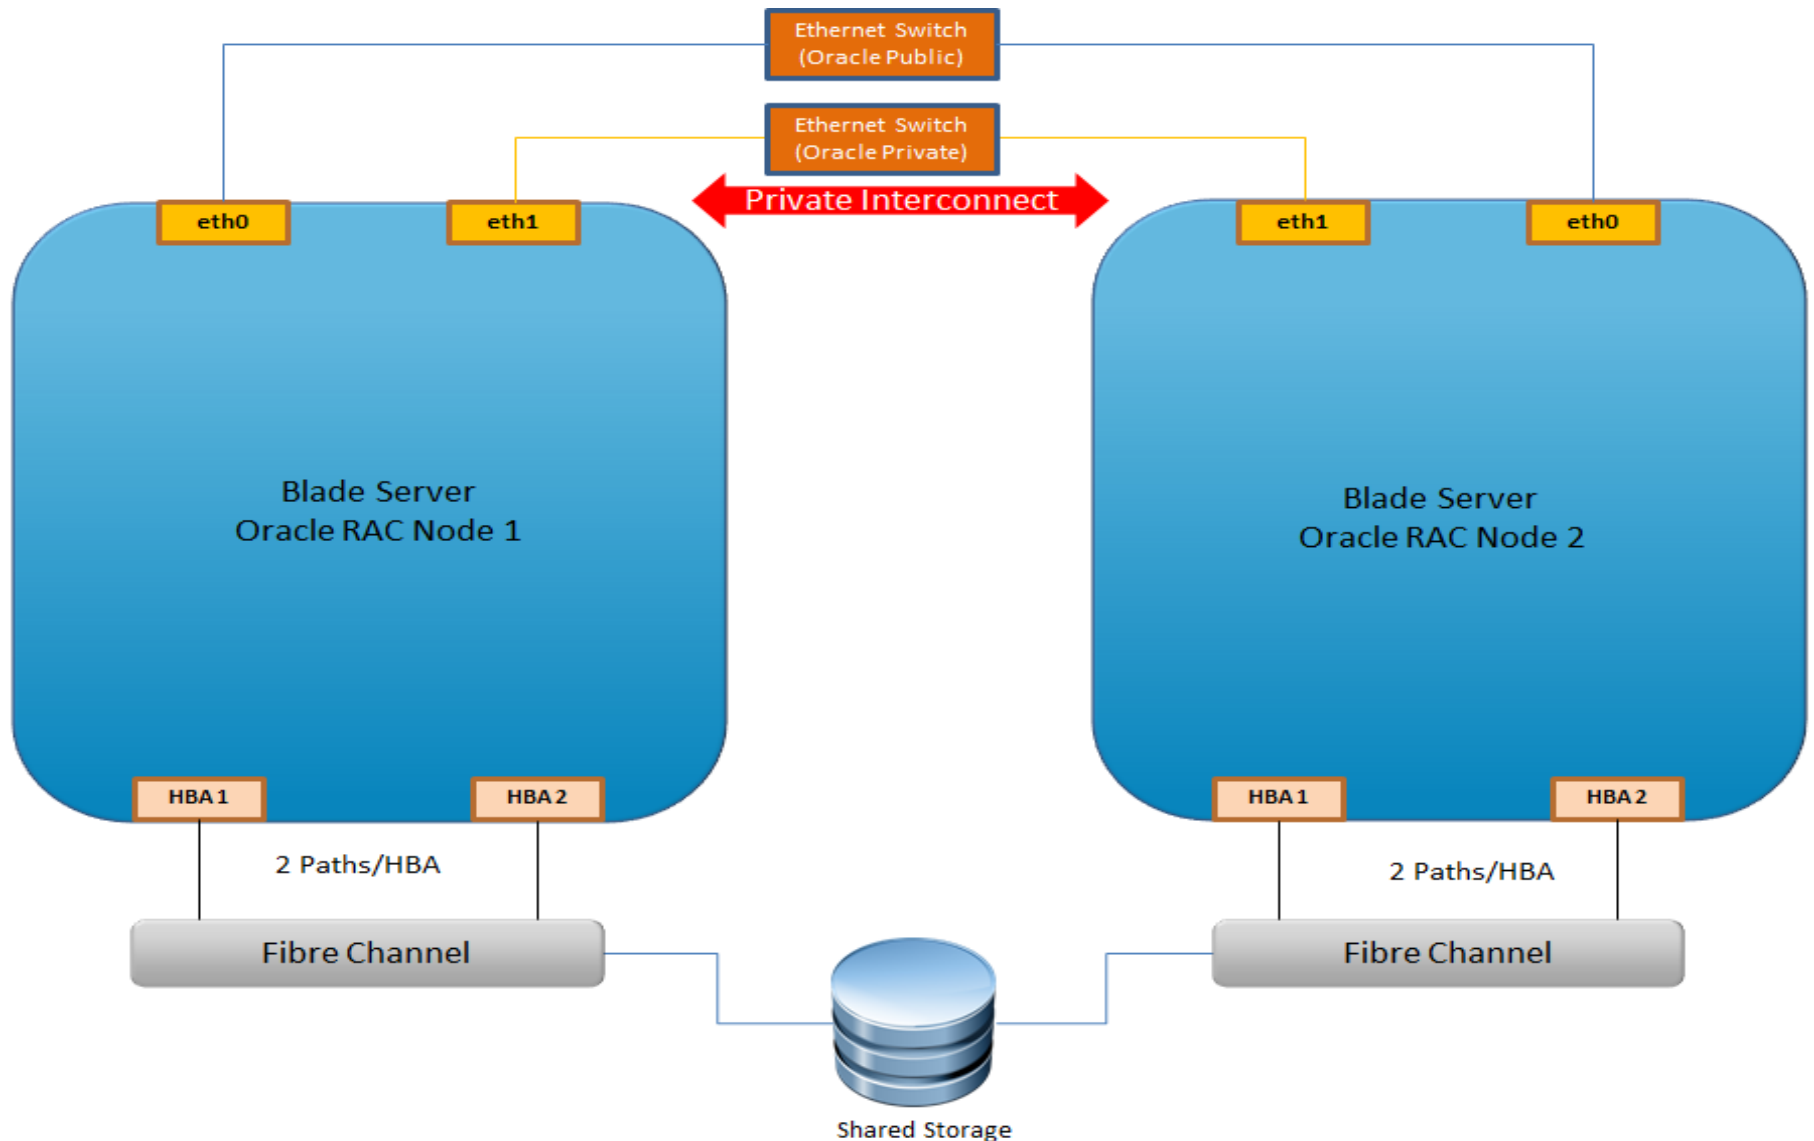 Ethernet Switch
(Oracle Public)
Ethernet Switch
(Oracle Private)
Private Interconnect
eth0
eth1
eth1
eth0
Blade Server
Oracle RAC Node 1
Blade Server
Oracle RAC Node 2
HBA 1
HBA 2
HBA 1
HBA 2
2 Paths/HBA
2 Paths/HBA
Fibre Channel
Fibre Channel
Shared Storage